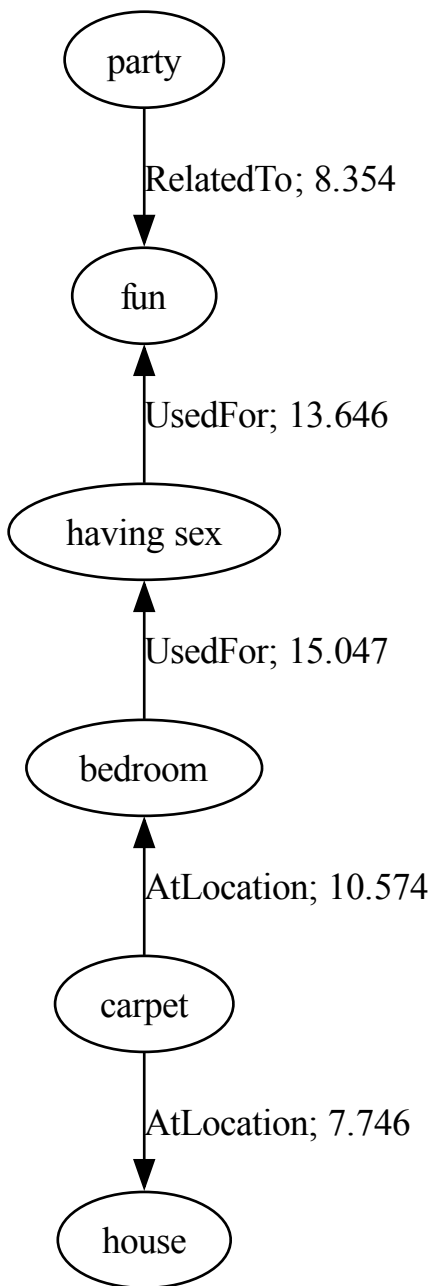 party
RelatedTo; 8.354
fun
UsedFor; 13.646
having sex
UsedFor; 15.047
bedroom
AtLocation; 10.574
carpet
AtLocation; 7.746
house